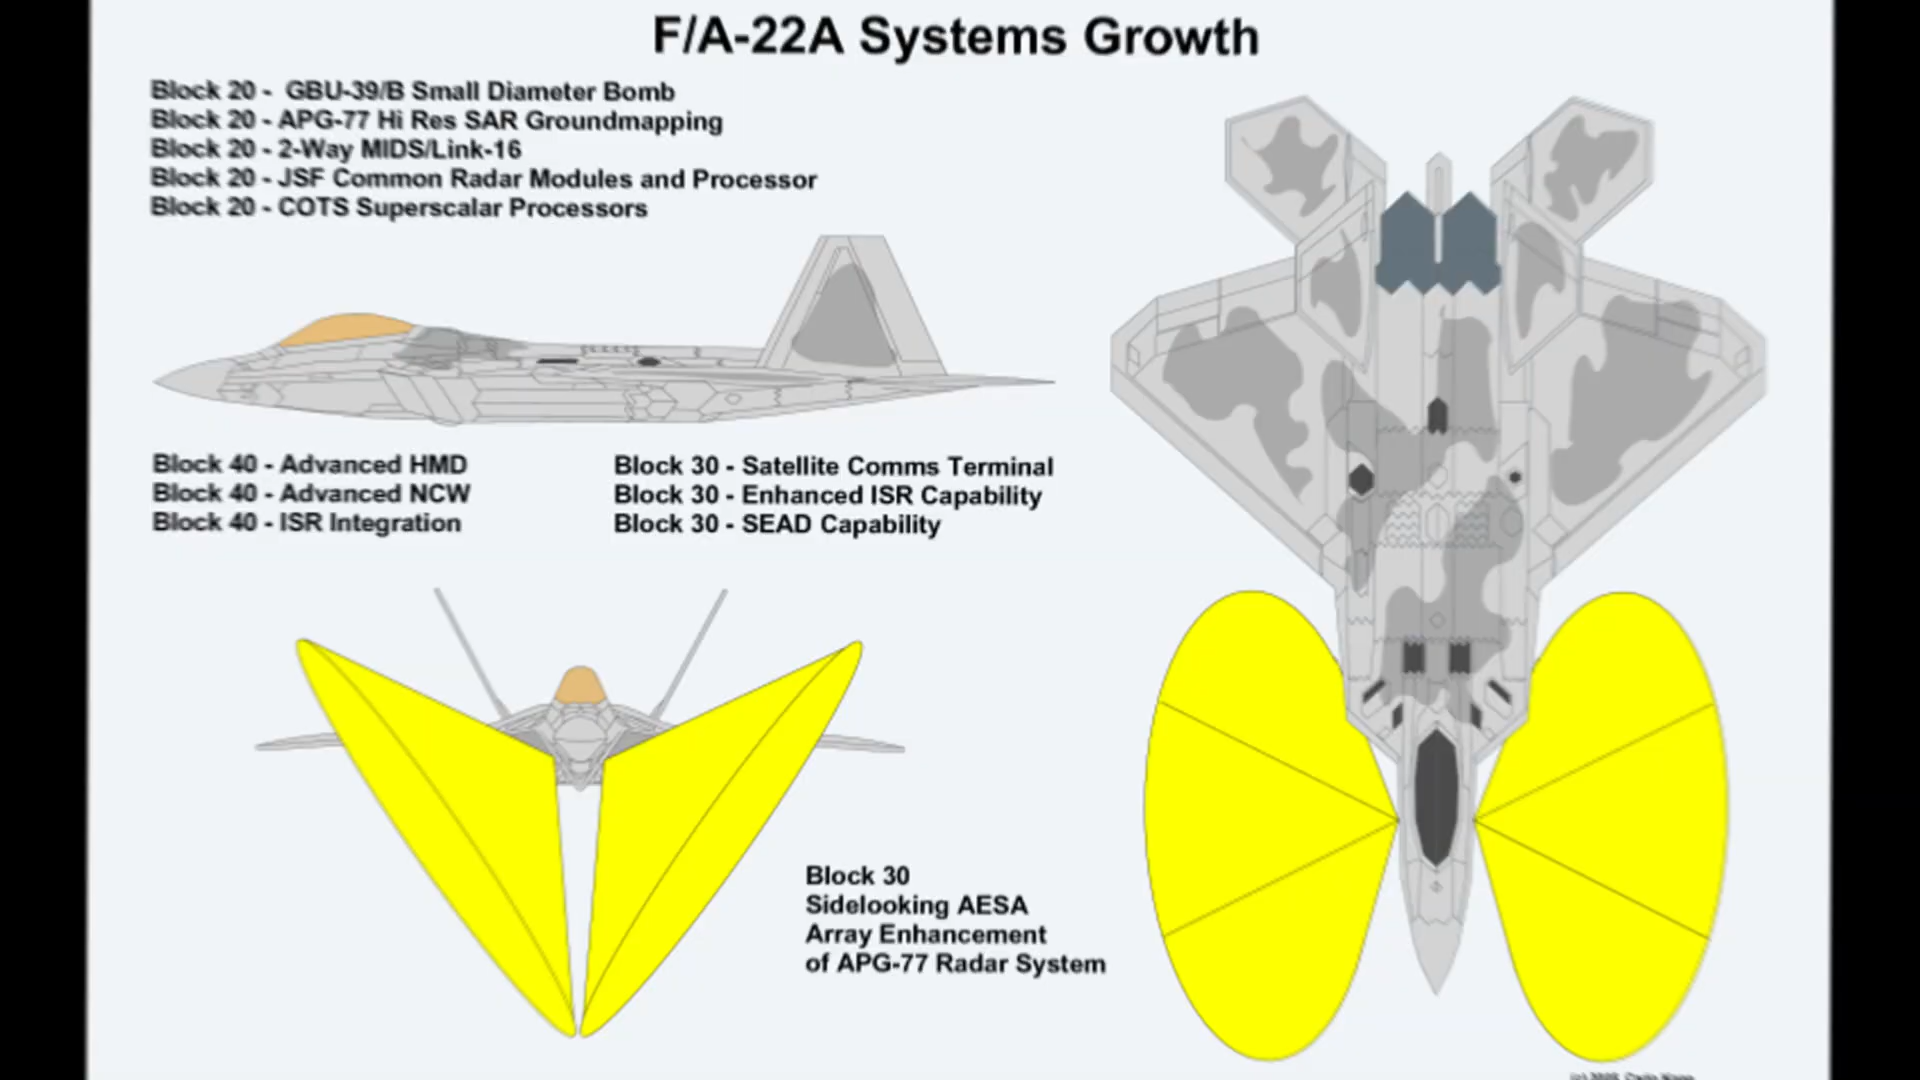 F/A-22A Systems Growth
Block 20 - GBU-39/B Small Diameter Bomb
Block 20 - APG-77 Hi Res SAR Groundmapping
Block 20 - 2-Way MIDS/Link-16
Block 20 - JSF Common Radar Modules and Processor
Block 20 - COTS Superscalar Processors
Block 40 - Advanced HMD
Block 40 - Advanced NCW
Block 40 - ISR Integration
Block 30 - Satellite Comms Terminal
Block 30 - Enhanced ISR Capability
Block 30 - SEAD Capability
Block 30
Sidelooking AESA
Array Enhancement
of APG-77 Radar System